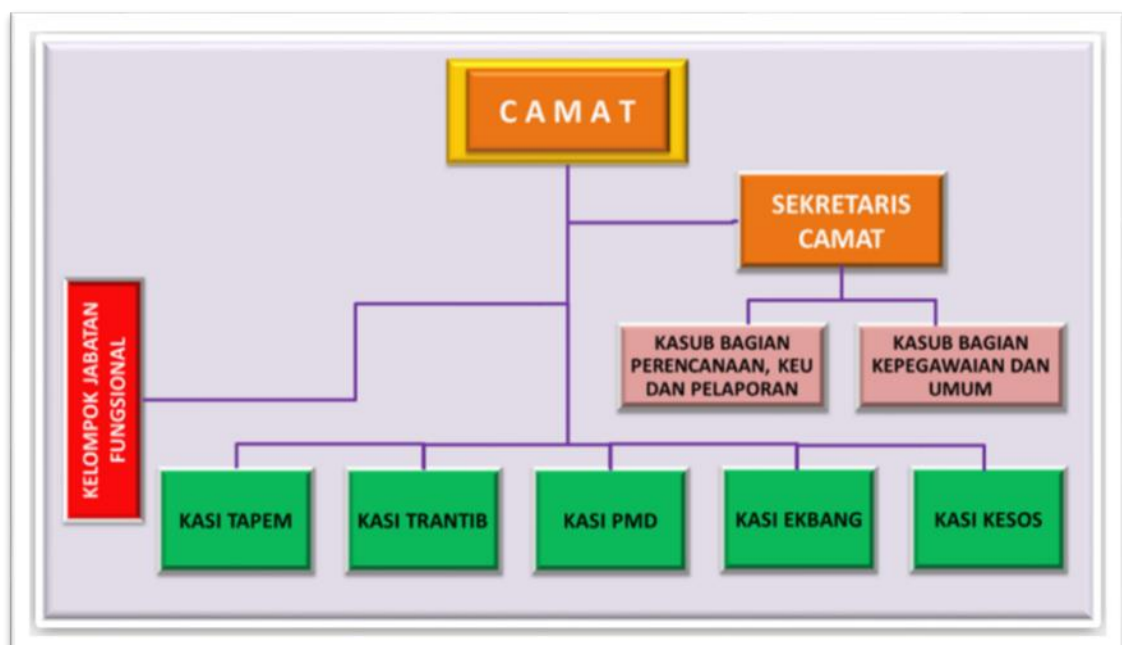 C A M A T
SEKRETARIS
CAMAT
KELOMPOK JABATAN
FUNGSIONAL
KASUB BAGIAN
PERENCANAAN, KEU
DAN PELAPORAN
KASUB BAGIAN
KEPEGAWAIAN DAN
UMUM
KASI TAPEM
KASI TRANTIB
KASI PMD
KASI EKBANG
KASI KESOS